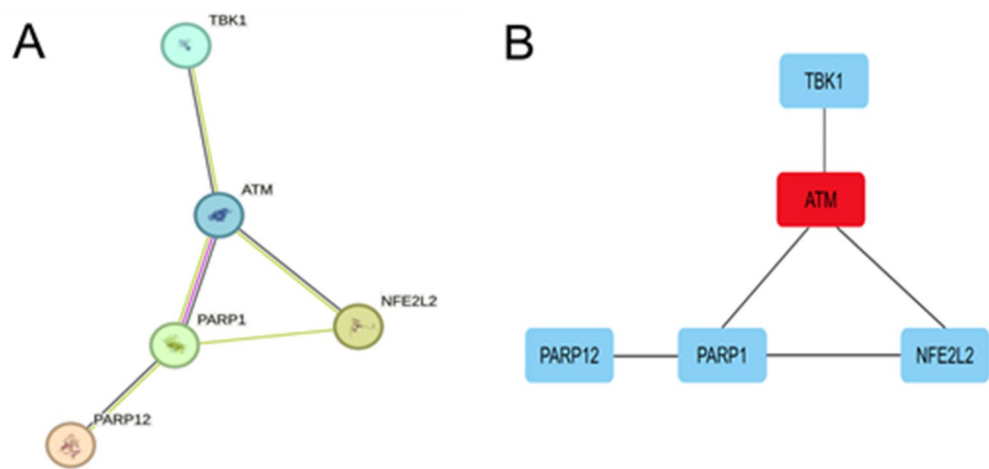 A
TBK1
ATM
NFE2L2
PARP1
PARP12
B
TBK1
ATM
PARP12
PARP1
NFE2L2